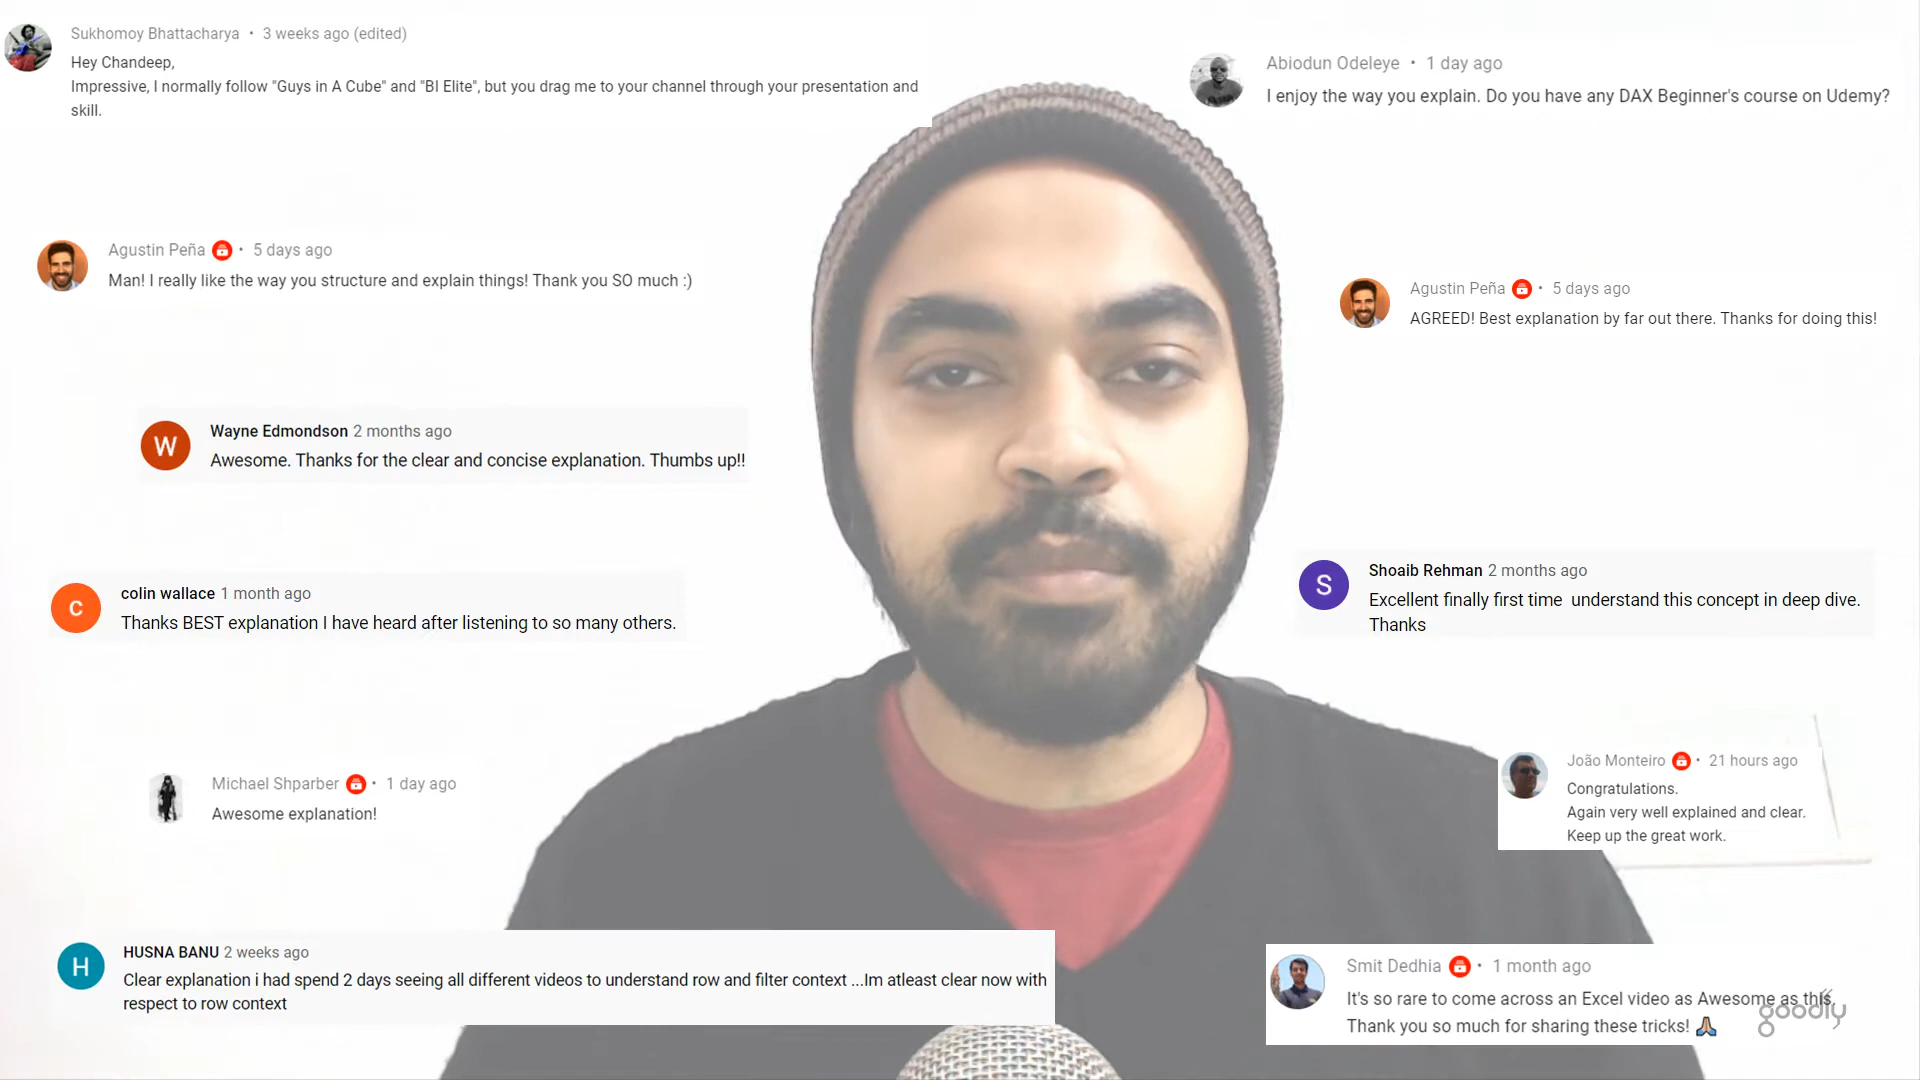 Sukhomoy Bhattacharya • 3 weeks ago (edited)
Hey Chandeep,
Impressive, I normally follow "Guys in A Cube" and "BI Elite", but you drag me to your channel through your presentation and
skill.
Abiodun Odeleye • 1 day ago
I enjoy the way you explain. Do you have any DAX Beginner's course on Udemy?
Agustin Peña • 5 days ago
Man! I really like the way you structure and explain things! Thank you SO much :)
Agustin Peña • 5 days ago
AGREED! Best explanation by far out there. Thanks for doing this!
W
Wayne Edmondson 2 months ago
Awesome. Thanks for the clear and concise explanation. Thumbs up!!
c
colin wallace 1 month ago
Thanks BEST explanation I have heard after listening to so many others.
S
Shoaib Rehman 2 months ago
Excellent finally first time  understand this concept in deep dive.
Thanks
Michael Shparber • 1 day ago
Awesome explanation!
João Monteiro • 21 hours ago
Congratulations.
Again very well explained and clear.
Keep up the great work.
H
HUSNA BANU 2 weeks ago
Clear explanation i had spend 2 days seeing all different videos to understand row and filter context ...Im atleast clear now with
respect to row context
Smit Dedhia • 1 month ago
It's so rare to come across an Excel video as Awesome as this.
Thank you so much for sharing these tricks! 🙏🏽
goodly